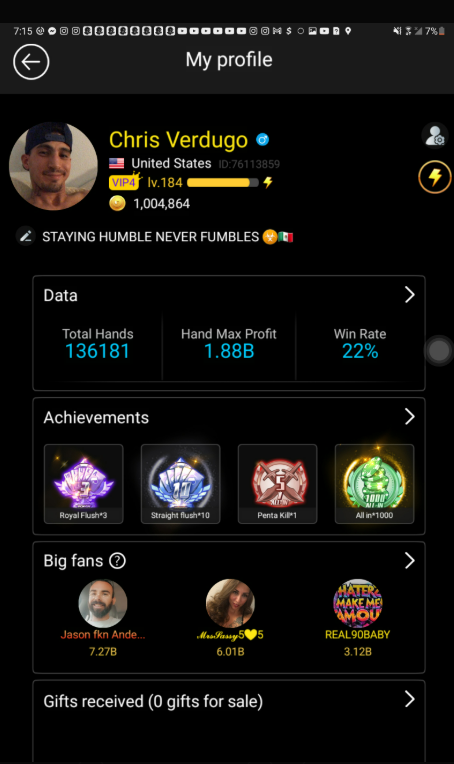 7:15
7%
My profile
Chris Verdugo
United States ID:76113859
VIP4 lv.184
1,004,864
STAYING HUMBLE NEVER FUMBLES
Data
Total Hands Hand Max Profit Win Rate
136181 1.88B 22%
Achievements
Royal Flush*3 Straight flush*10 Penta Kill*1 All in*1000
Big fans ?
Jason fkn Ande... MrsSassy5💛5 REAL90BABY
7.27B 6.01B 3.12B
Gifts received (0 gifts for sale)